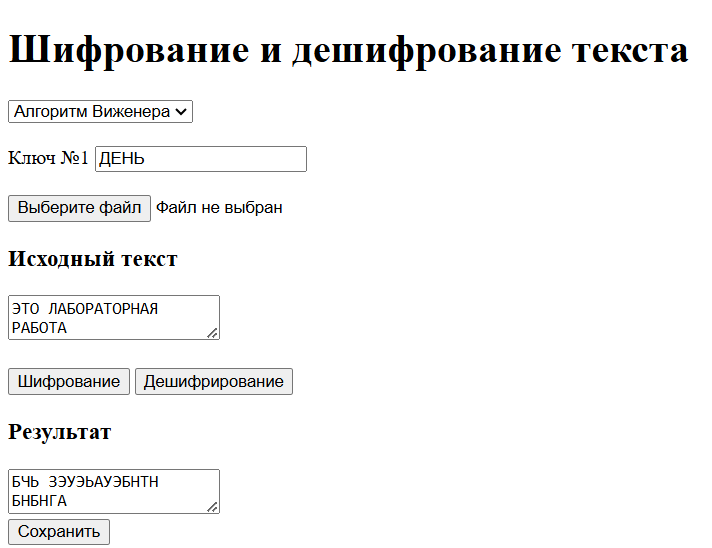 Шифрование и дешифрование текста
Алгоритм Виженера
Ключ №1 ДЕНЬ
Выберите файл Файл не выбран
Исходный текст
ЭТО ЛАБОРАТОРНАЯ
РАБОТА
Шифрование Дешифрирование
Результат
БЧЬ ЗЭУЭЬАУЭБНТН
БНБНГА
Сохранить